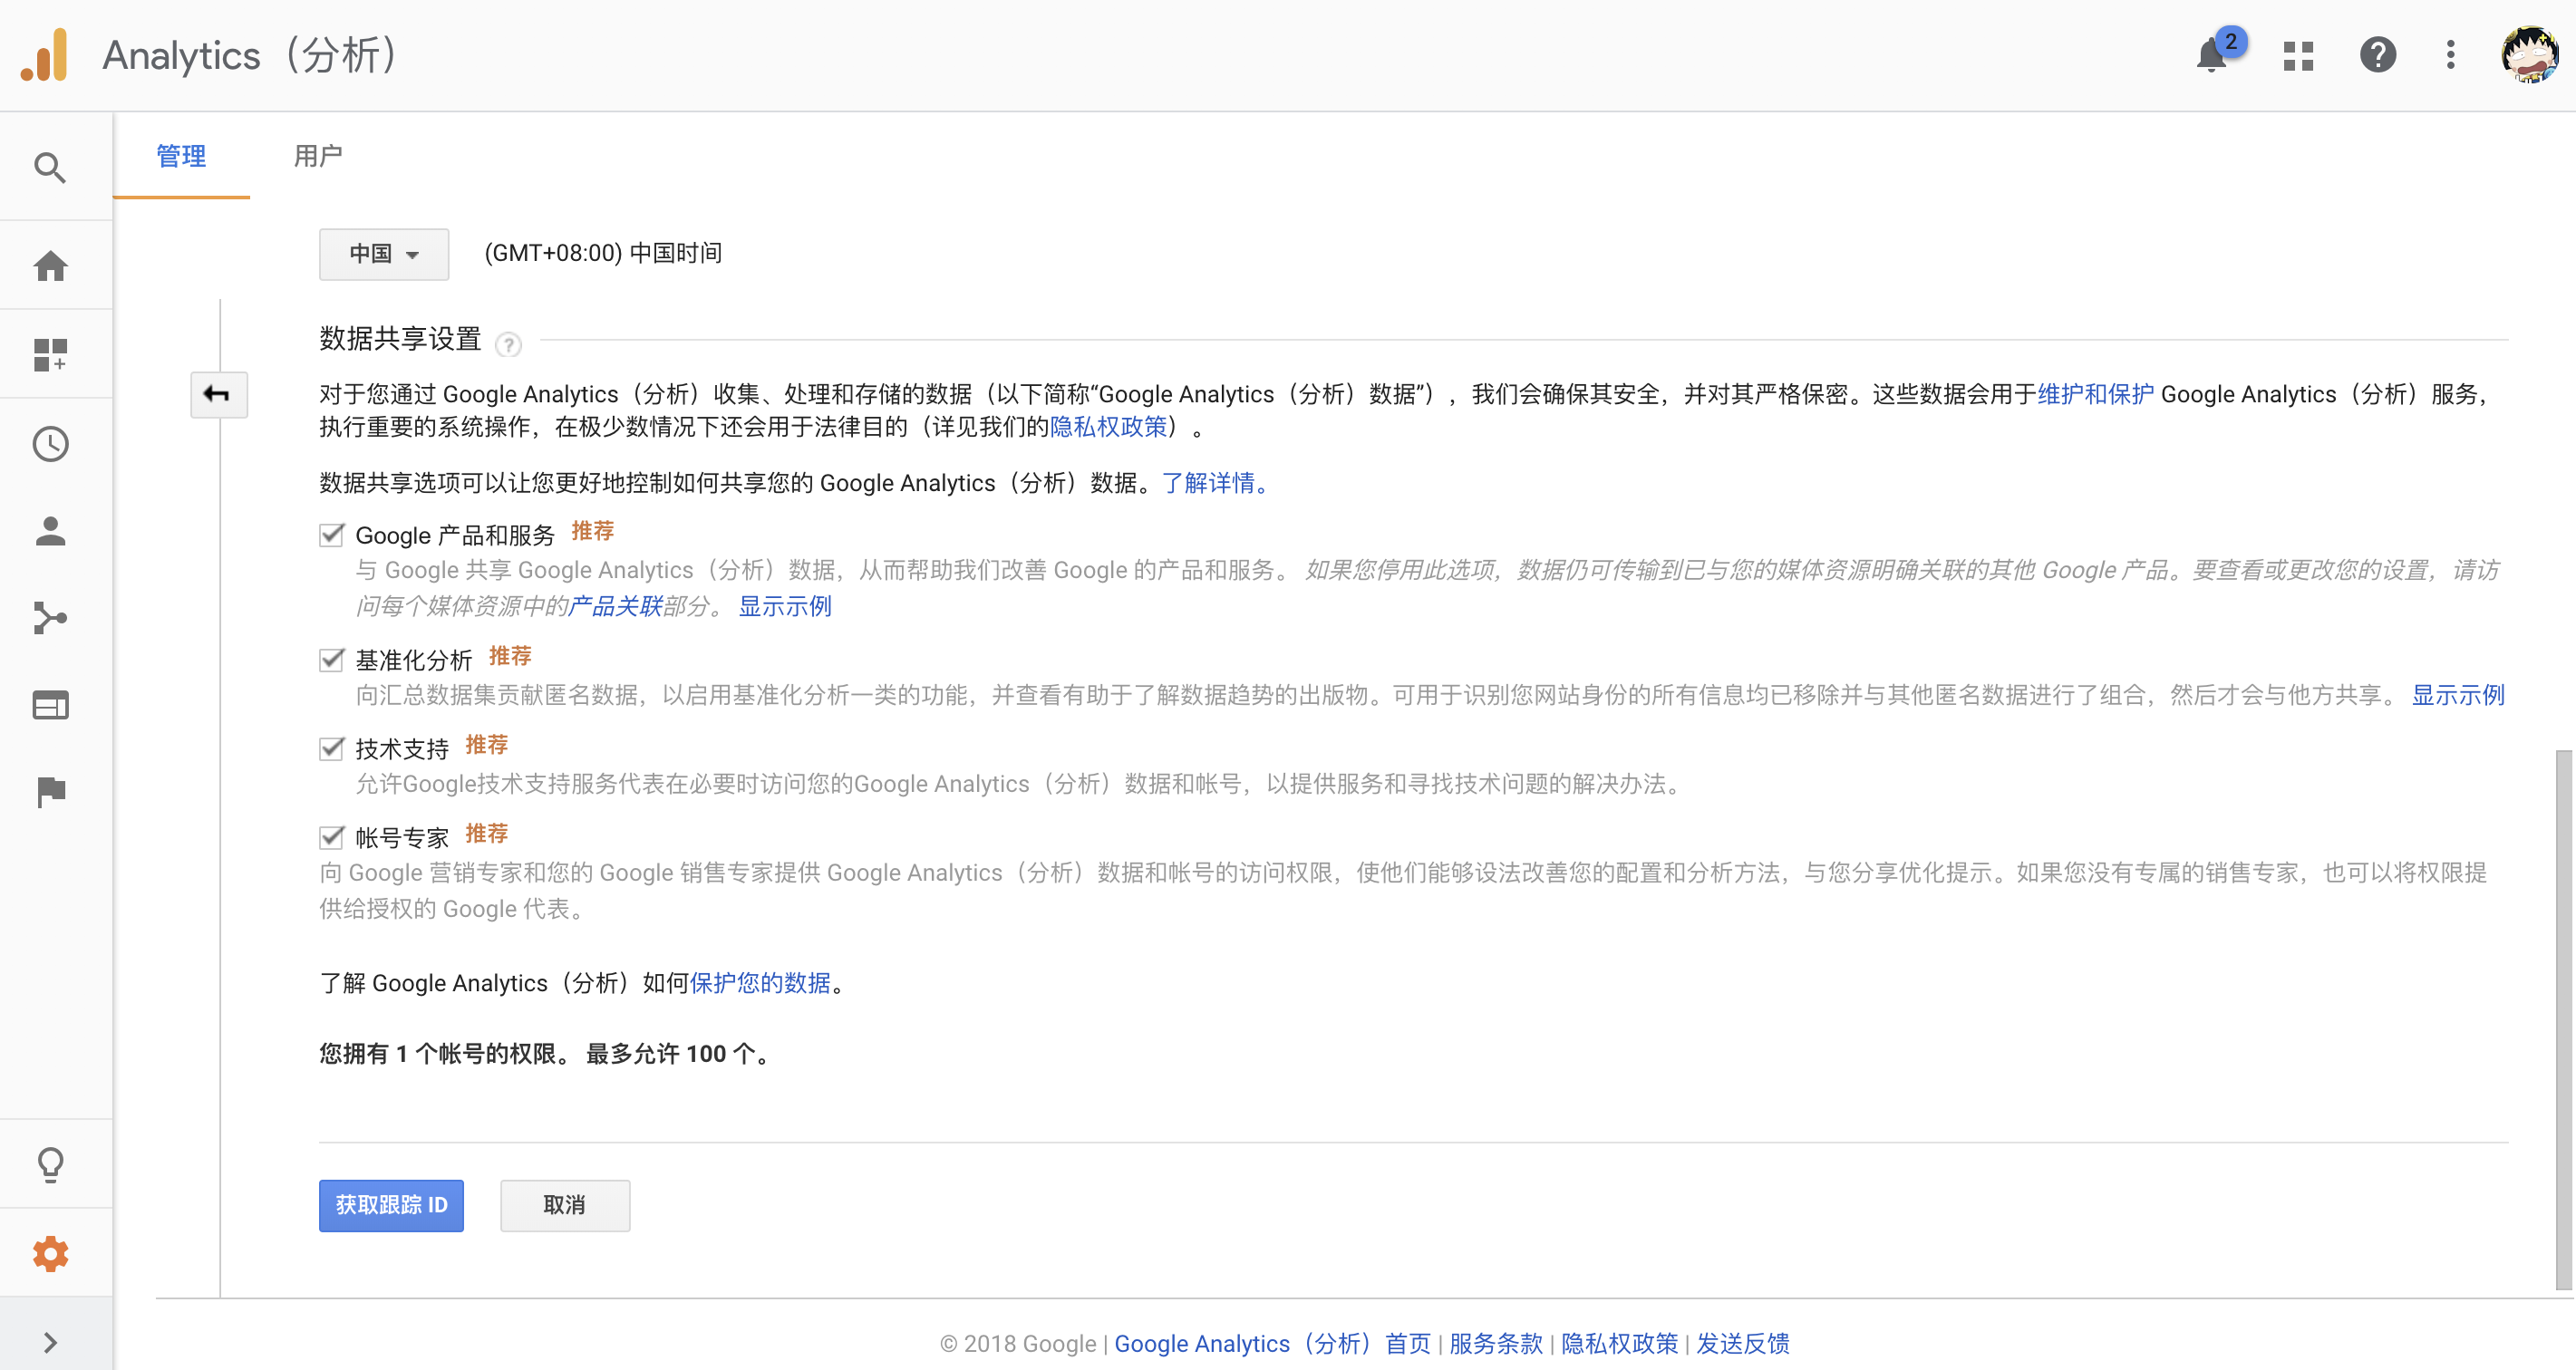 Analytics（分析）
2
管理
用户
中国
(GMT+08:00) 中国时间
数据共享设置 ?
对于您通过 Google Analytics（分析）收集、处理和存储的数据（以下简称“Google Analytics（分析）数据”），我们会确保其安全，并对其严格保密。这些数据会用于维护和保护 Google Analytics（分析）服务，
执行重要的系统操作，在极少数情况下还会用于法律目的（详见我们的隐私权政策）。
数据共享选项可以让您更好地控制如何共享您的 Google Analytics（分析）数据。了解详情。
Google 产品和服务 推荐
与 Google 共享 Google Analytics（分析）数据，从而帮助我们改善 Google 的产品和服务。 如果您停用此选项，数据仍可传输到已与您的媒体资源明确关联的其他 Google 产品。要查看或更改您的设置，请访
问每个媒体资源中的产品关联部分。 显示示例
基准化分析 推荐
向汇总数据集贡献匿名数据，以启用基准化分析一类的功能，并查看有助于了解数据趋势的出版物。可用于识别您网站身份的所有信息均已移除并与其他匿名数据进行了组合，然后才会与他方共享。 显示示例
技术支持 推荐
允许Google技术支持服务代表在必要时访问您的Google Analytics（分析）数据和帐号，以提供服务和寻找技术问题的解决办法。
帐号专家 推荐
向 Google 营销专家和您的 Google 销售专家提供 Google Analytics（分析）数据和帐号的访问权限，使他们能够设法改善您的配置和分析方法，与您分享优化提示。如果您没有专属的销售专家，也可以将权限提
供给授权的 Google 代表。
了解 Google Analytics（分析）如何保护您的数据。
您拥有 1 个帐号的权限。 最多允许 100 个。
获取跟踪 ID
取消
© 2018 Google | Google Analytics（分析）首页 | 服务条款 | 隐私权政策 | 发送反馈